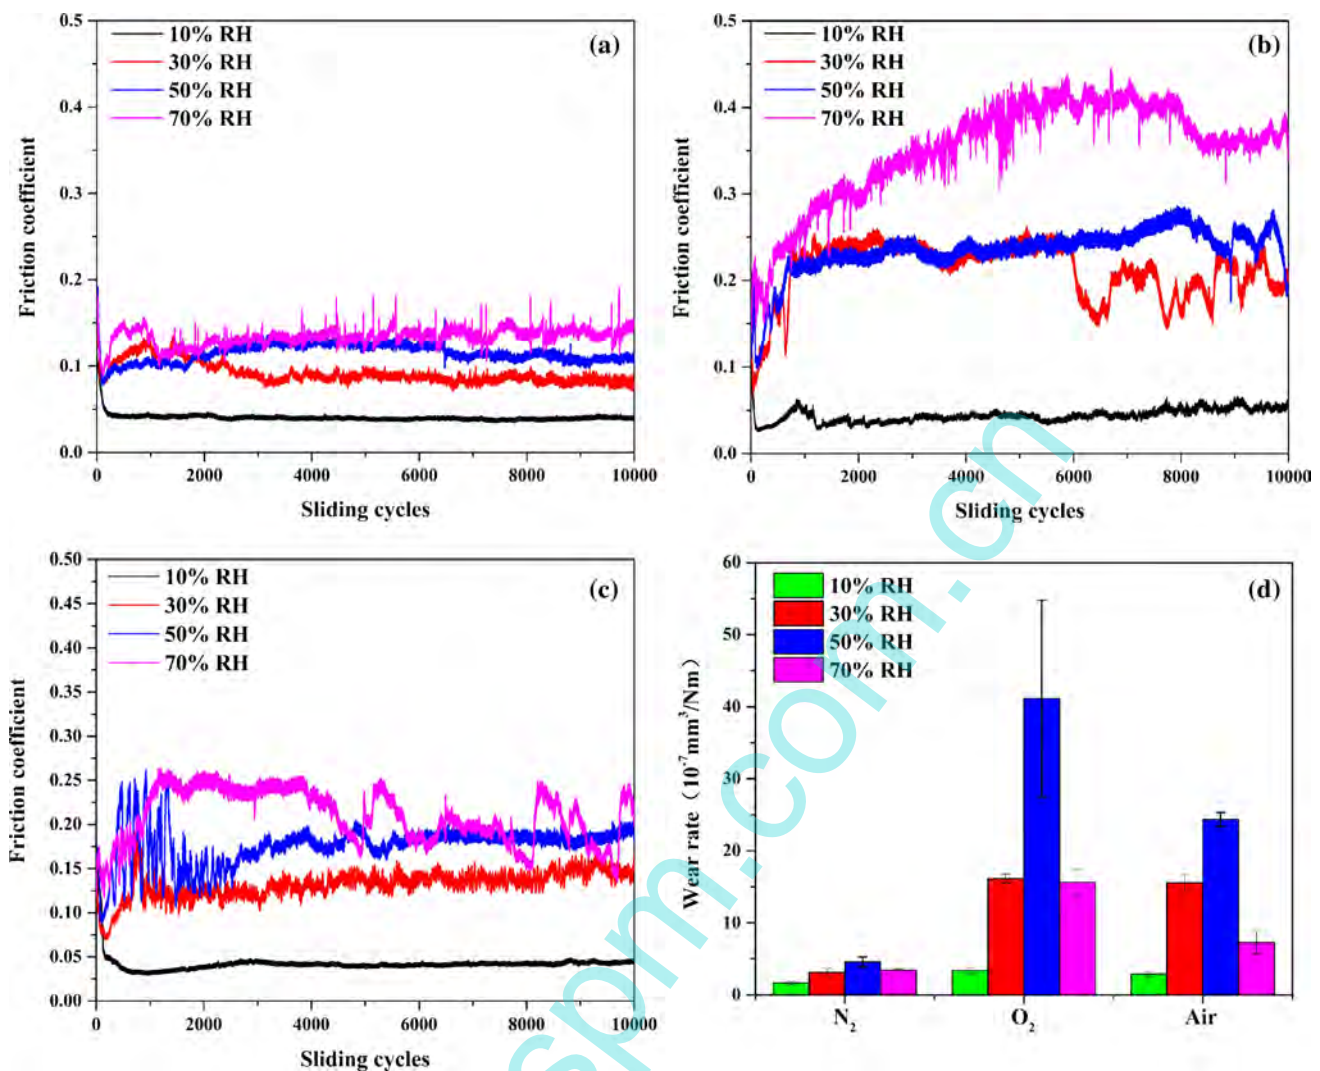 (a)
10% RH
30% RH
50% RH
70% RH
Friction coefficient
0.5
0.4
0.3
0.2
0.1
0.0
0 2000 4000 6000 8000 10000
Sliding cycles
(b)
10% RH
30% RH
50% RH
70% RH
Friction coefficient
0.5
0.4
0.3
0.2
0.1
0.0
0 2000 4000 6000 8000 10000
Sliding cycles
(c)
10% RH
30% RH
50% RH
70% RH
Friction coefficient
0.50
0.45
0.40
0.35
0.30
0.25
0.20
0.15
0.10
0.05
0.00
0 2000 4000 6000 8000 10000
Sliding cycles
(d)
10% RH
30% RH
50% RH
70% RH
Wear rate（10⁻⁷mm³/Nm）
60
50
40
30
20
10
0
N₂ O₂ Air
spm.com.cn